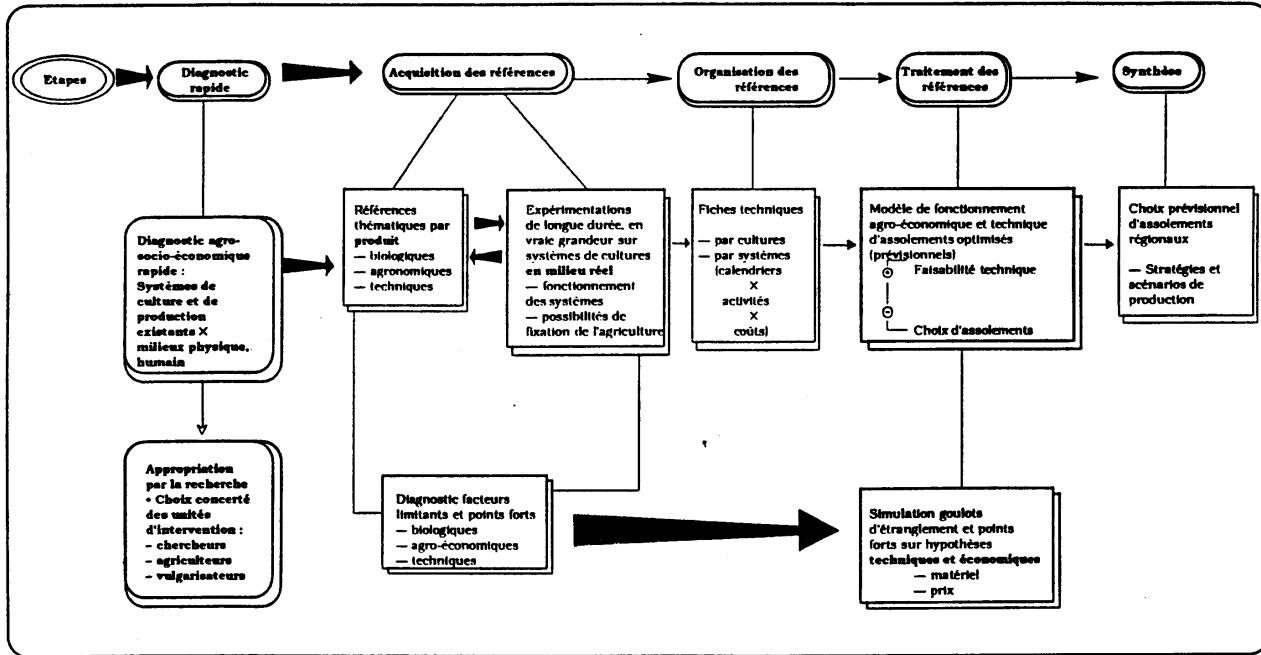 Etapes
Diagnostic
rapide
Acquisition des références
Organisation des
références
Traitement des
références
Synthèse
Diagnostic agro-
socio-économique
rapide :
Systèmes de
culture et de
production
existants ×
milieux physique,
humain
Références
thématiques par
produit
— biologiques
— agronomiques
— techniques
Expérimentations
de longue durée, en
vraie grandeur sur
systèmes de cultures
en milieu réel
— fonctionnement
des systèmes
— possibilités de
fixation de l'agriculture
Fiches techniques
— par cultures
— par systèmes
(calendriers
×
activités
×
coûts)
Modèle de fonctionnement
agro-économique et technique
d'assolements optimisés
(prévisionnels)
Faisabilité technique
Choix d'assolements
Choix prévisionnel
d'assolements
régionaux
— Stratégies et
scénarios de
production
Appropriation
par la recherche
• Choix concerté
des unités
d'intervention :
– chercheurs
– agriculteurs
– vulgarisateurs
Diagnostic facteurs
limitants et points forts
— biologiques
— agro-économiques
— techniques
Simulation goulots
d'étranglement et points
forts sur hypothèses
techniques et économiques
— matériel
— prix